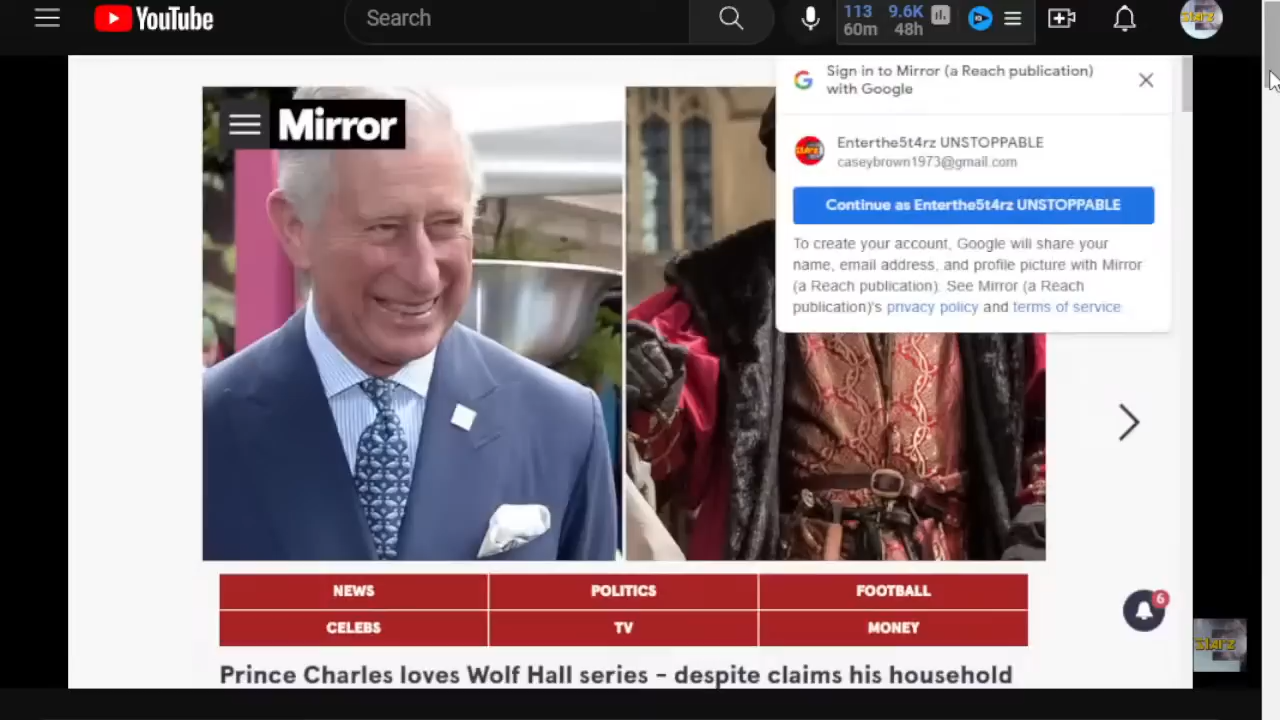 YouTube
Search
113
9.6K
60m
48h
Mirror
Sign in to Mirror (a Reach publication)
with Google
Enterthe5t4rz UNSTOPPABLE
caseybrown1973@gmail.com
Continue as Enterthe5t4rz UNSTOPPABLE
To create your account, Google will share your
name, email address, and profile picture with Mirror
(a Reach publication). See Mirror (a Reach
publication)'s privacy policy and terms of service
NEWS
POLITICS
FOOTBALL
CELEBS
TV
MONEY
6
Prince Charles loves Wolf Hall series - despite claims his household